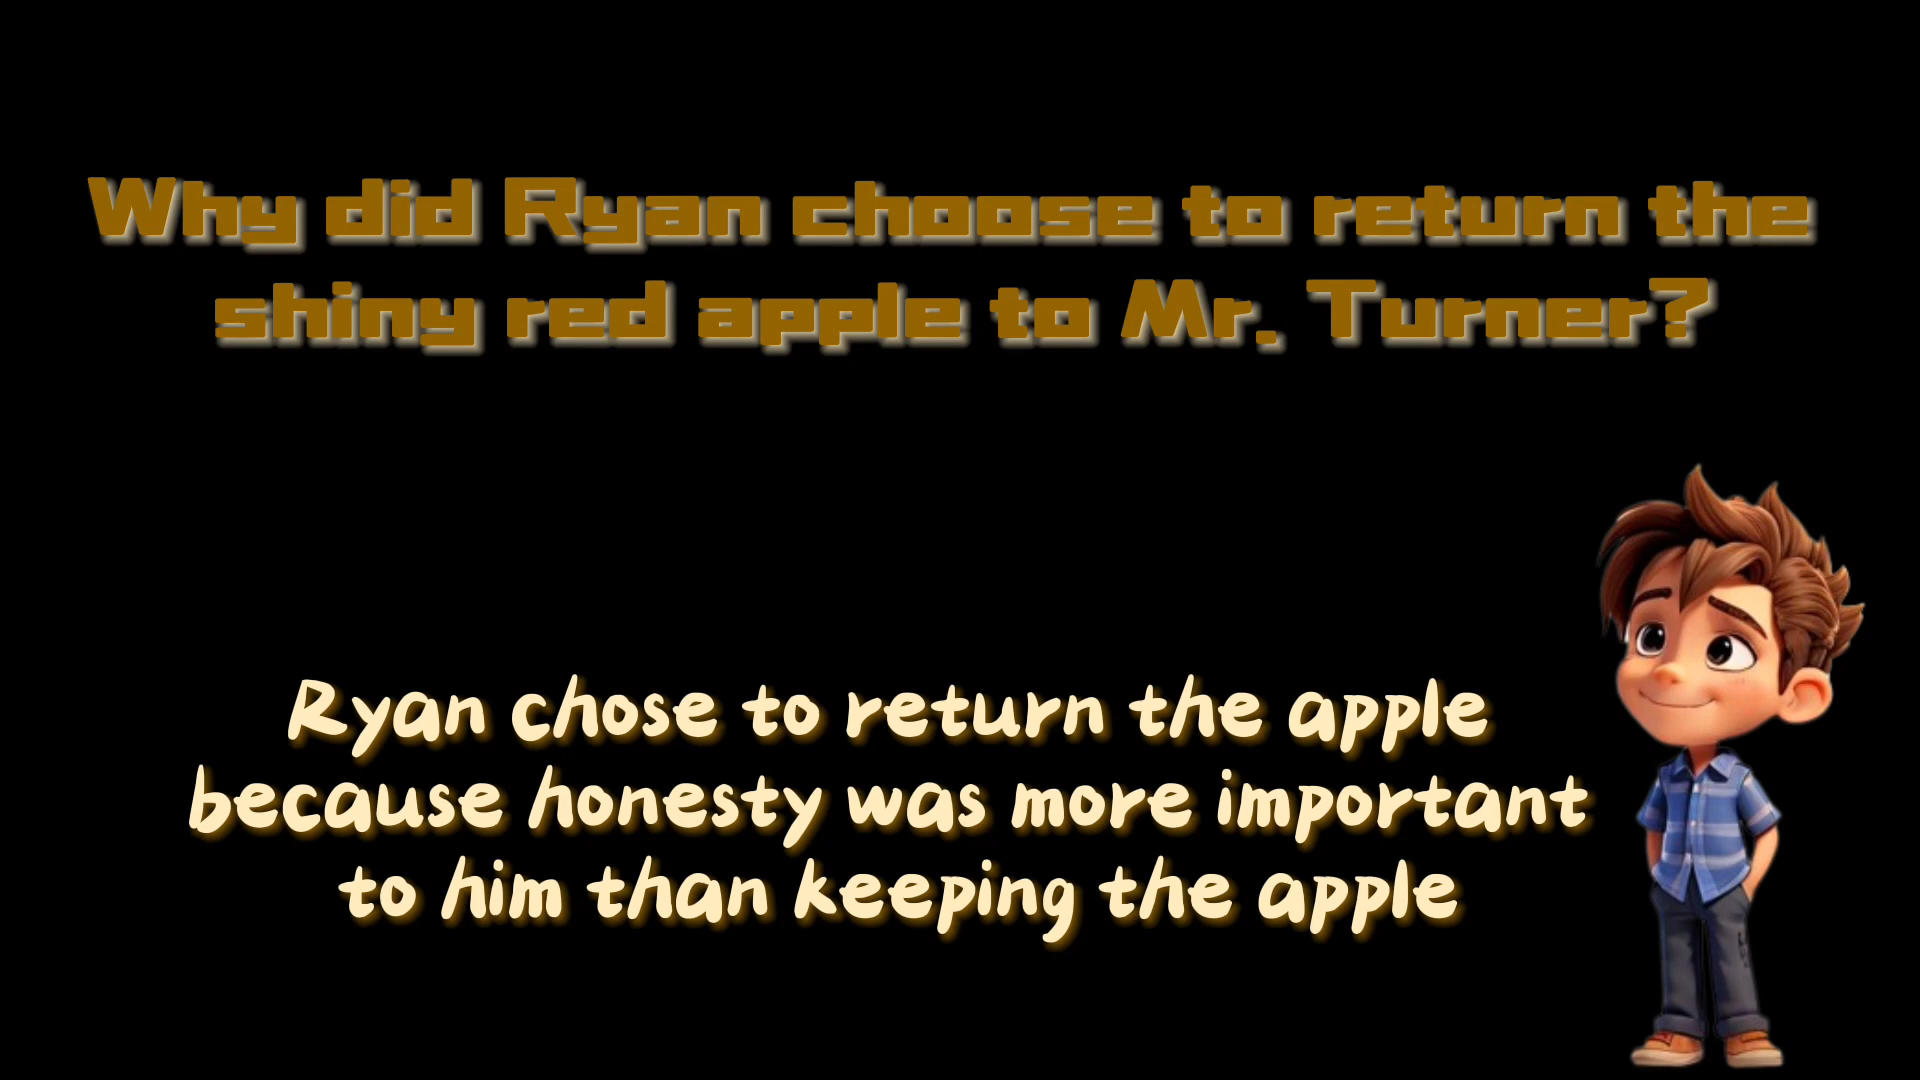 Why did Ryan choose to return the
shiny red apple to Mr. Turner?
Ryan chose to return the apple
because honesty was more important
to him than keeping the apple